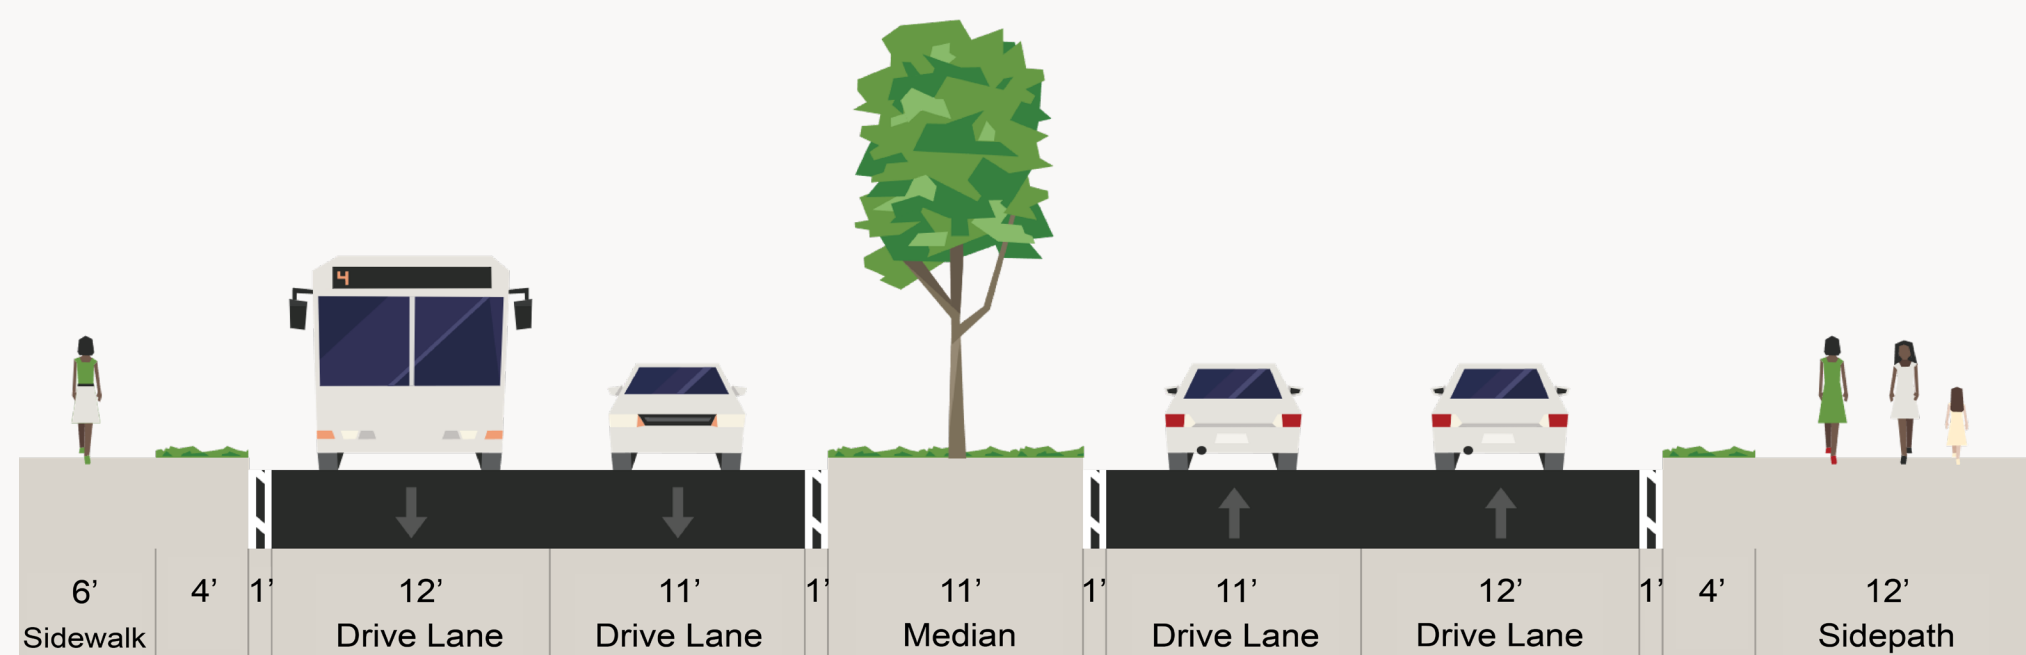 4
6’ 4’ 1’ 12’ 11’ 1’ 11’ 1’ 11’ 12’ 1’ 4’ 12’
Sidewalk Drive Lane Drive Lane Median Drive Lane Drive Lane Sidepath